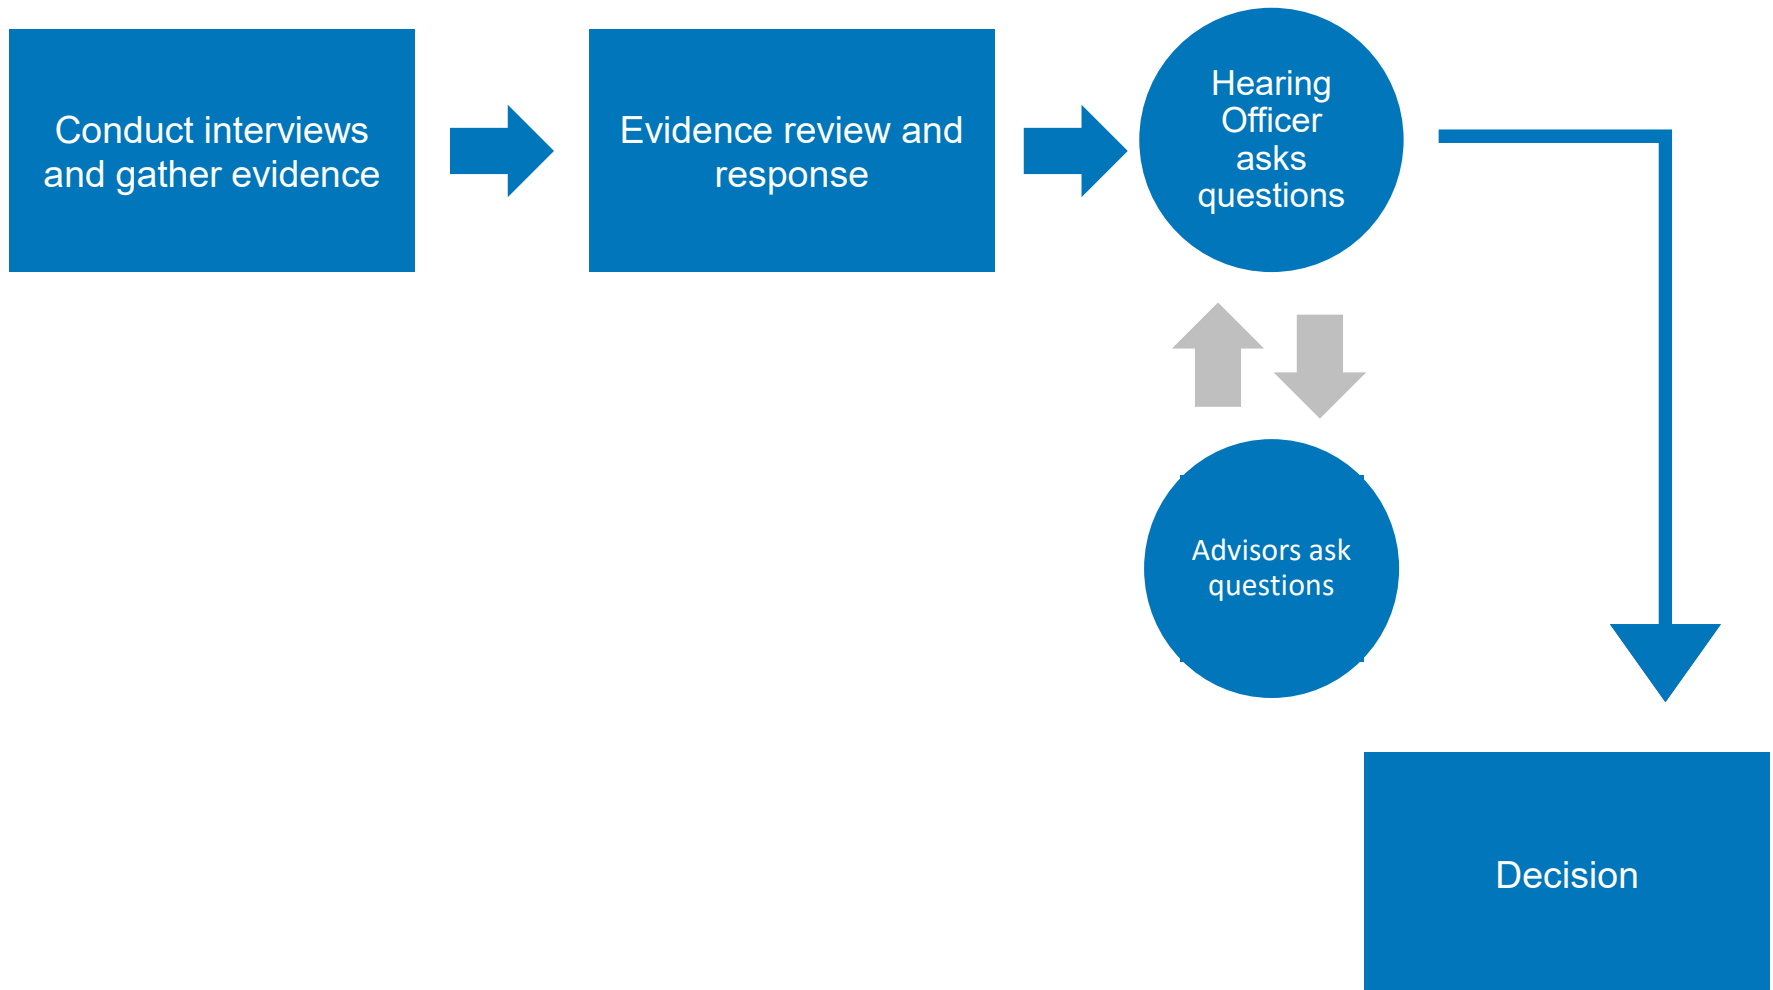 Conduct interviews
and gather evidence
Evidence review and
response
Hearing
Officer
asks
questions
Advisors ask
questions
Decision